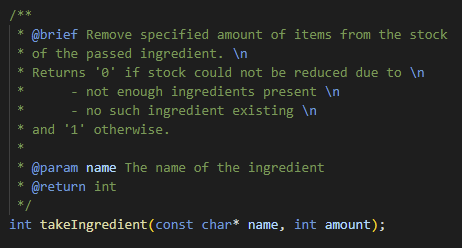 /**
 * @brief Remove specified amount of items from the stock
 * of the passed ingredient. \n
 * Returns '0' if stock could not be reduced due to \n
 *      - not enough ingredients present \n
 *      - no such ingredient existing \n
 * and '1' otherwise.
 *
 * @param name The name of the ingredient
 * @return int
 */
int takeIngredient(const char* name, int amount);